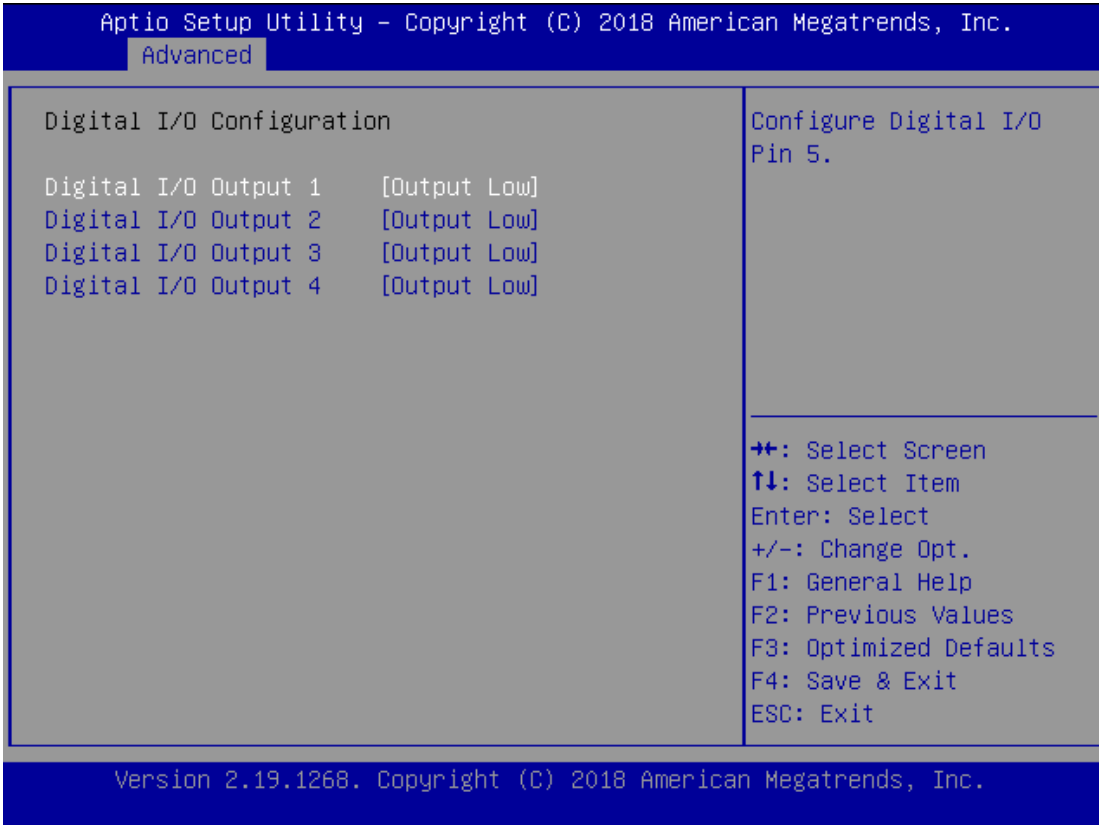 Aptio Setup Utility – Copyright (C) 2018 American Megatrends, Inc.
Advanced
Digital I/O Configuration
Digital I/O Output 1 [Output Low]
Digital I/O Output 2 [Output Low]
Digital I/O Output 3 [Output Low]
Digital I/O Output 4 [Output Low]
Configure Digital I/O
Pin 5.
→←: Select Screen
↑↓: Select Item
Enter: Select
+/-: Change Opt.
F1: General Help
F2: Previous Values
F3: Optimized Defaults
F4: Save & Exit
ESC: Exit
Version 2.19.1268. Copyright (C) 2018 American Megatrends, Inc.